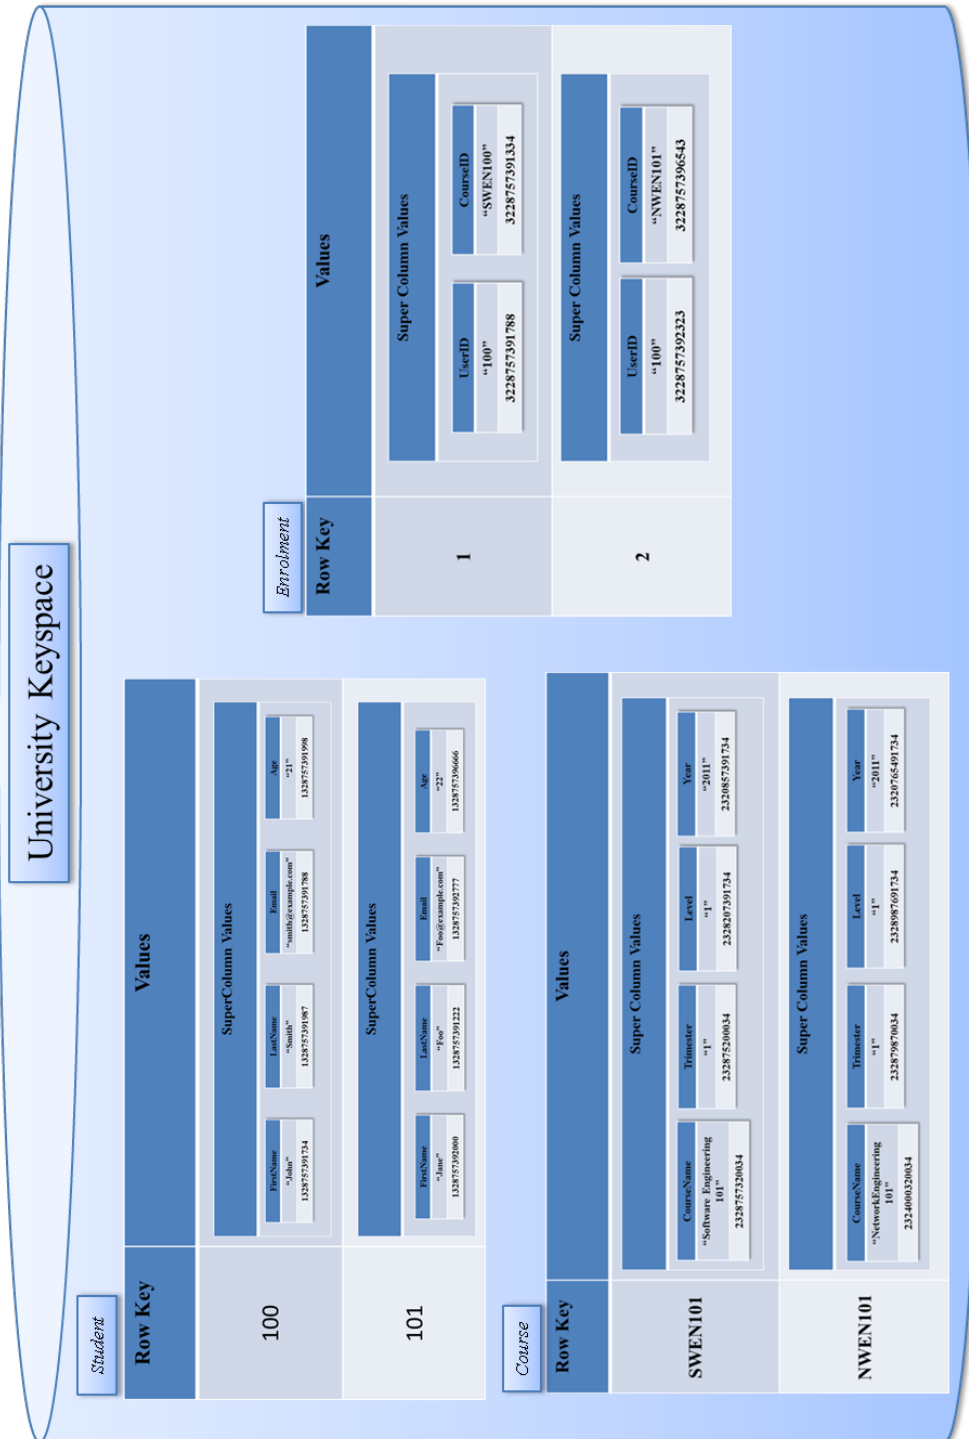 University Keyspace
Student
Row Key
Values
100
SuperColumn Values
FirstName
“John”
1328757391734
LastName
“Smith”
1328757391987
Email
“smith@example.com”
1328757391788
Age
“21”
1328757391998
101
SuperColumn Values
FirstName
“Jane”
1328757392000
LastName
“Foo”
1328757391222
Email
“Foo@example.com”
1328757392777
Age
“22”
1328757396666
Course
Row Key
Values
SWEN101
Super Column Values
CourseName
“Software Engineering
101”
2328757320034
Trimester
“1”
232875200034
Level
“1”
2328207391734
Year
“2011”
2320857391734
NWEN101
Super Column Values
CourseName
“NetworkEngineering
101”
2324000320034
Trimester
“1”
2328798700034
Level
“1”
2328987691734
Year
“2011”
2320765491734
Enrolment
Row Key
Values
1
Super Column Values
UserID
“100”
3228757391788
CourseID
“SWEN100”
3228757391334
2
Super Column Values
UserID
“100”
3228757392323
CourseID
“NWEN101”
3228757396543